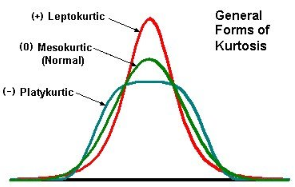 (+) Leptokurtic
General
Forms of
Kurtosis
(0) Mesokurtic
(Normal)
(−) Platykurtic